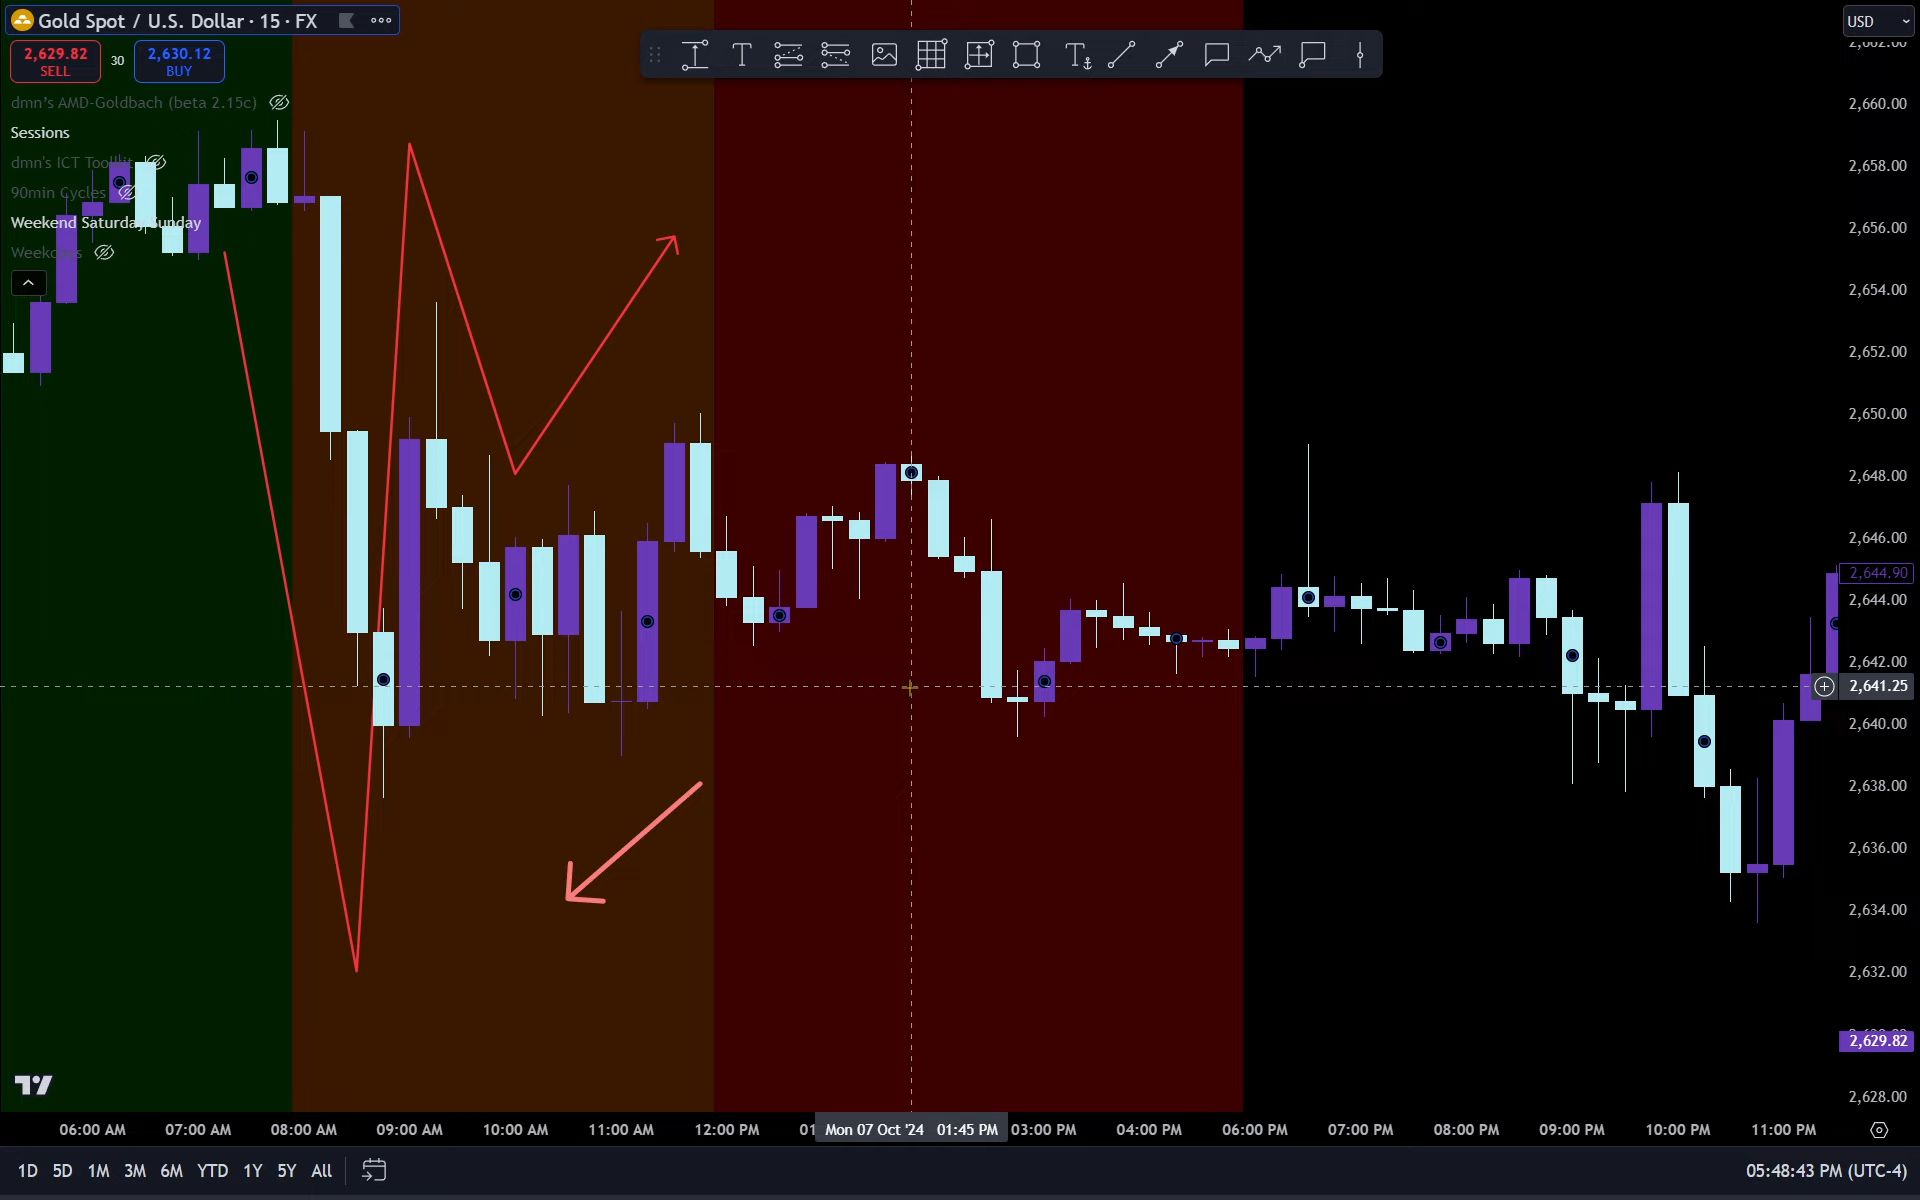 Gold Spot / U.S. Dollar · 15 · FX
USD
2,629.82
SELL
30
2,630.12
BUY
dmn's AMD-Goldbach (beta 2.15c)
Sessions
dmn's ICT Toolkit
90min Cycles
Weekend Saturday Sunday
2,662.00
2,660.00
2,658.00
2,656.00
2,654.00
2,652.00
2,650.00
2,648.00
2,646.00
2,644.90
2,644.00
2,642.00
2,641.25
2,640.00
2,638.00
2,636.00
2,634.00
2,632.00
2,629.82
2,628.00
06:00 AM 07:00 AM 08:00 AM 09:00 AM 10:00 AM 11:00 AM 12:00 PM 01 Mon 07 Oct '24 01:45 PM 03:00 PM 04:00 PM 06:00 PM 07:00 PM 08:00 PM 09:00 PM 10:00 PM 11:00 PM
1D 5D 1M 3M 6M YTD 1Y 5Y All
05:48:43 PM (UTC-4)